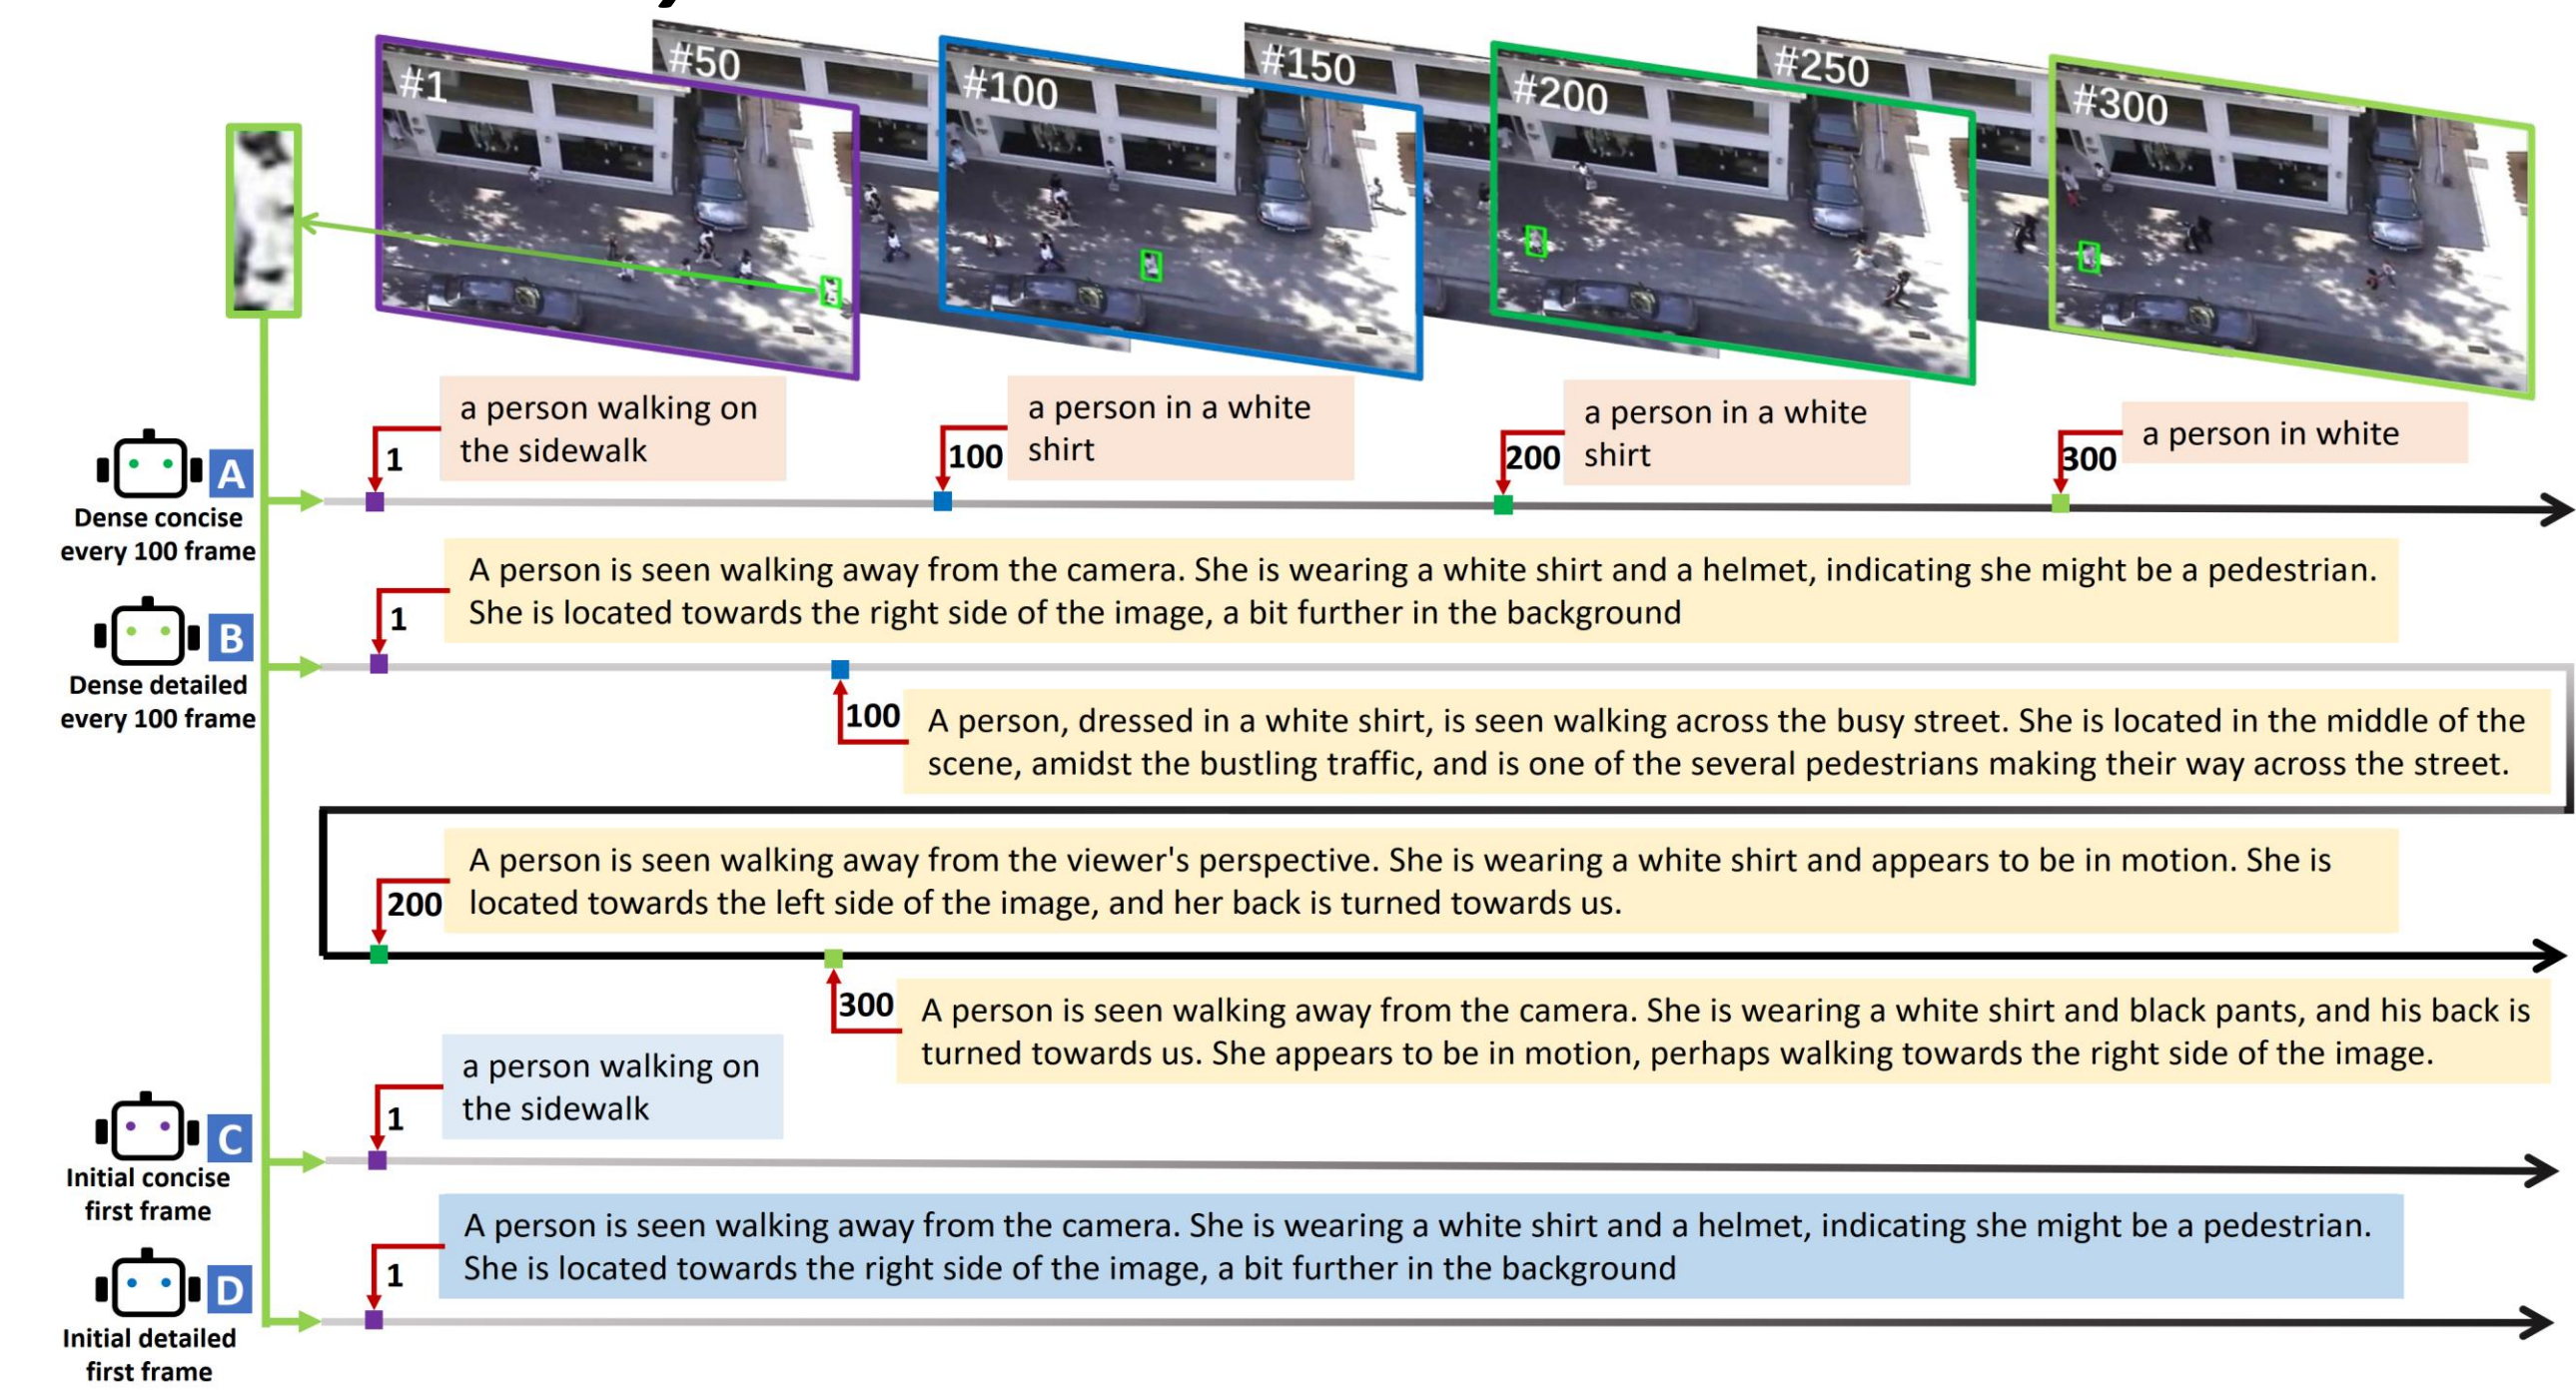 #1
#50
#100
#150
#200
#250
#300
a person walking on
the sidewalk
1
a person in a white
shirt
100
a person in a white
shirt
200
a person in white
300
A
Dense concise
every 100 frame
A person is seen walking away from the camera. She is wearing a white shirt and a helmet, indicating she might be a pedestrian.
She is located towards the right side of the image, a bit further in the background
1
B
Dense detailed
every 100 frame
100
A person, dressed in a white shirt, is seen walking across the busy street. She is located in the middle of the
scene, amidst the bustling traffic, and is one of the several pedestrians making their way across the street.
A person is seen walking away from the viewer's perspective. She is wearing a white shirt and appears to be in motion. She is
located towards the left side of the image, and her back is turned towards us.
200
300
A person is seen walking away from the camera. She is wearing a white shirt and black pants, and his back is
turned towards us. She appears to be in motion, perhaps walking towards the right side of the image.
a person walking on
the sidewalk
1
C
Initial concise
first frame
A person is seen walking away from the camera. She is wearing a white shirt and a helmet, indicating she might be a pedestrian.
She is located towards the right side of the image, a bit further in the background
1
D
Initial detailed
first frame